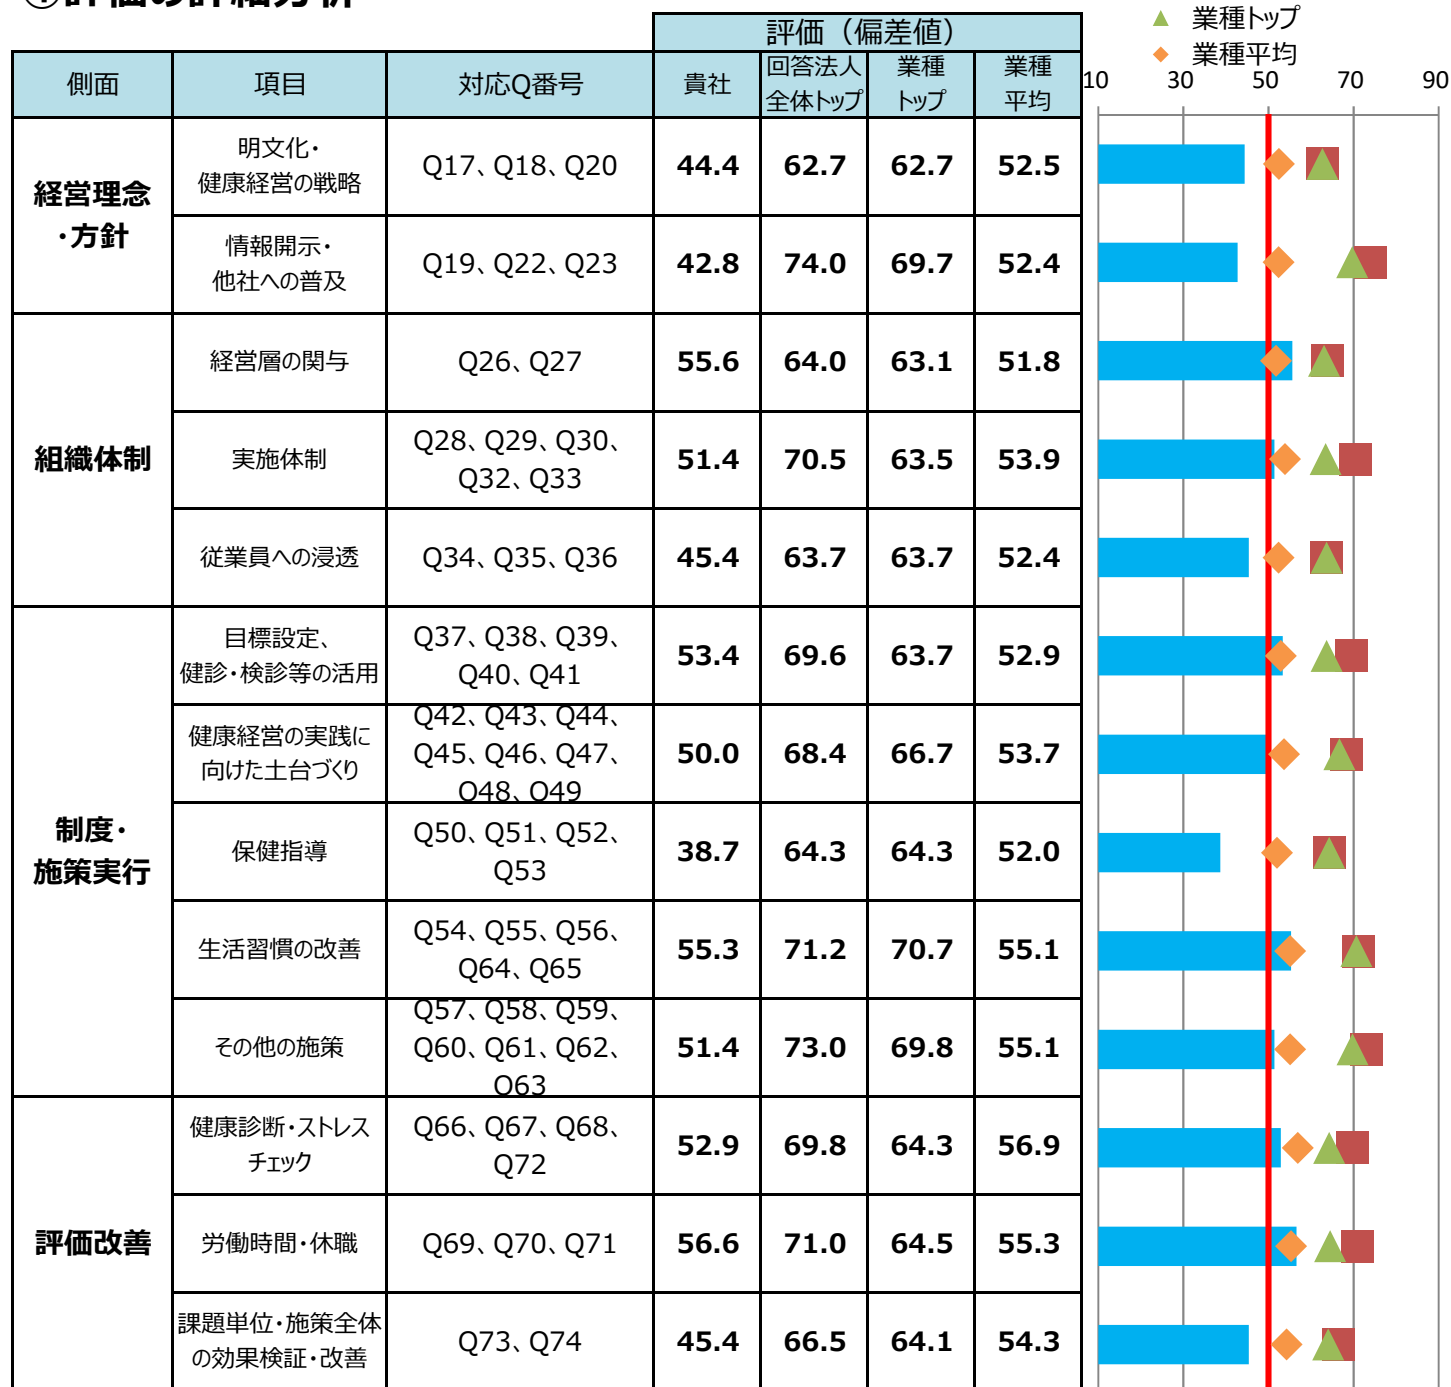 ①評価の詳細分析
▲ 業種トップ
◆ 業種平均
評価（偏差値）
側面 項目 対応Q番号 貴社 回答法人 業種 業種
全体トップ トップ 平均
10 30 50 70 90
経営理念
・方針
明文化・
健康経営の戦略
Q17、Q18、Q20 44.4 62.7 62.7 52.5
情報開示・
他社への普及
Q19、Q22、Q23 42.8 74.0 69.7 52.4
組織体制
経営層の関与 Q26、Q27 55.6 64.0 63.1 51.8
実施体制
Q28、Q29、Q30、
Q32、Q33
51.4 70.5 63.5 53.9
従業員への浸透 Q34、Q35、Q36 45.4 63.7 63.7 52.4
制度・
施策実行
目標設定、
健診・検診等の活用
Q37、Q38、Q39、
Q40、Q41
53.4 69.6 63.7 52.9
健康経営の実践に
向けた土台づくり
Q42、Q43、Q44、
Q45、Q46、Q47、
Q48、Q49
50.0 68.4 66.7 53.7
保健指導
Q50、Q51、Q52、
Q53
38.7 64.3 64.3 52.0
生活習慣の改善
Q54、Q55、Q56、
Q64、Q65
55.3 71.2 70.7 55.1
その他の施策
Q57、Q58、Q59、
Q60、Q61、Q62、
Q63
51.4 73.0 69.8 55.1
評価改善
健康診断・ストレス
チェック
Q66、Q67、Q68、
Q72
52.9 69.8 64.3 56.9
労働時間・休職 Q69、Q70、Q71 56.6 71.0 64.5 55.3
課題単位・施策全体
の効果検証・改善
Q73、Q74 45.4 66.5 64.1 54.3